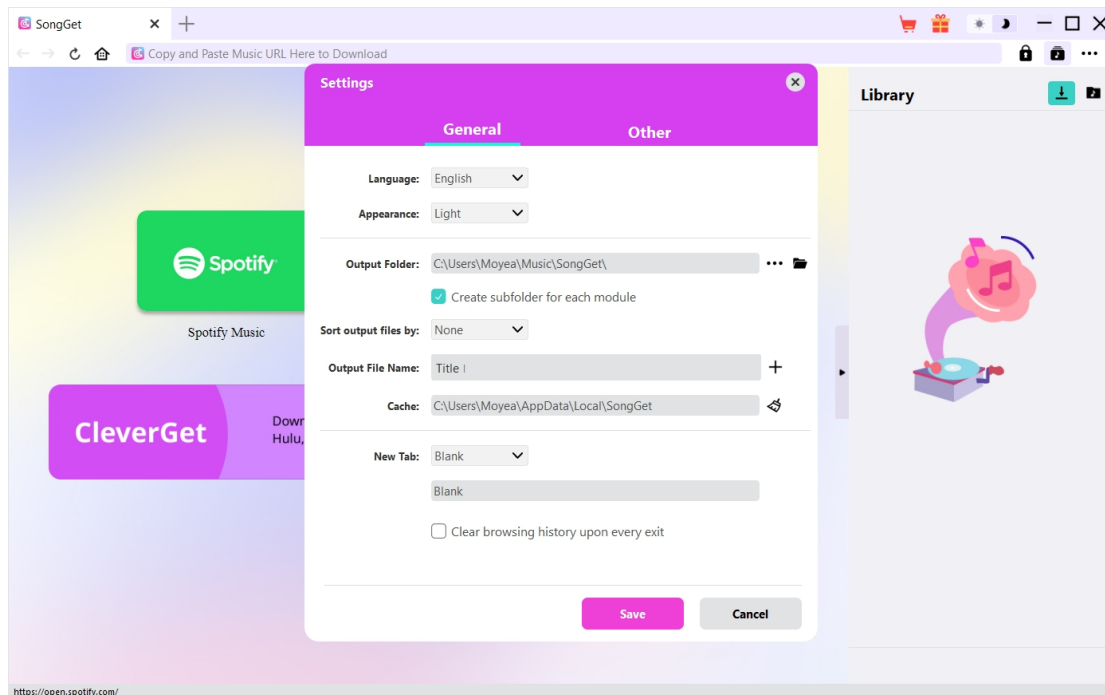 SongGet
Copy and Paste Music URL Here to Download
Settings
General
Other
Language:
English
Appearance:
Light
Output Folder:
C:\Users\Moyea\Music\SongGet\
Create subfolder for each module
Sort output files by:
None
Output File Name:
Title
Cache:
C:\Users\Moyea\AppData\Local\SongGet
New Tab:
Blank
Blank
Clear browsing history upon every exit
Save
Cancel
Library
Spotify
Spotify Music
CleverGet
Down
Hulu,
https://open.spotify.com/